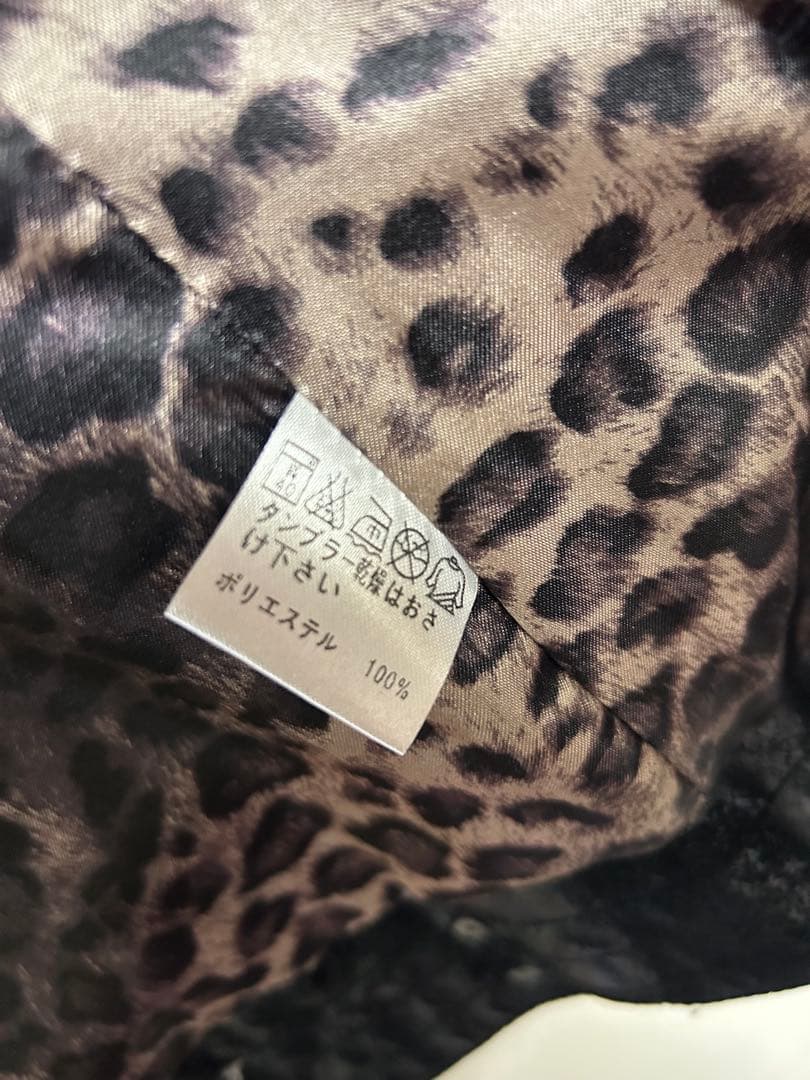 タンブラー乾燥はおさ
け下さい
ポリエステル 100%